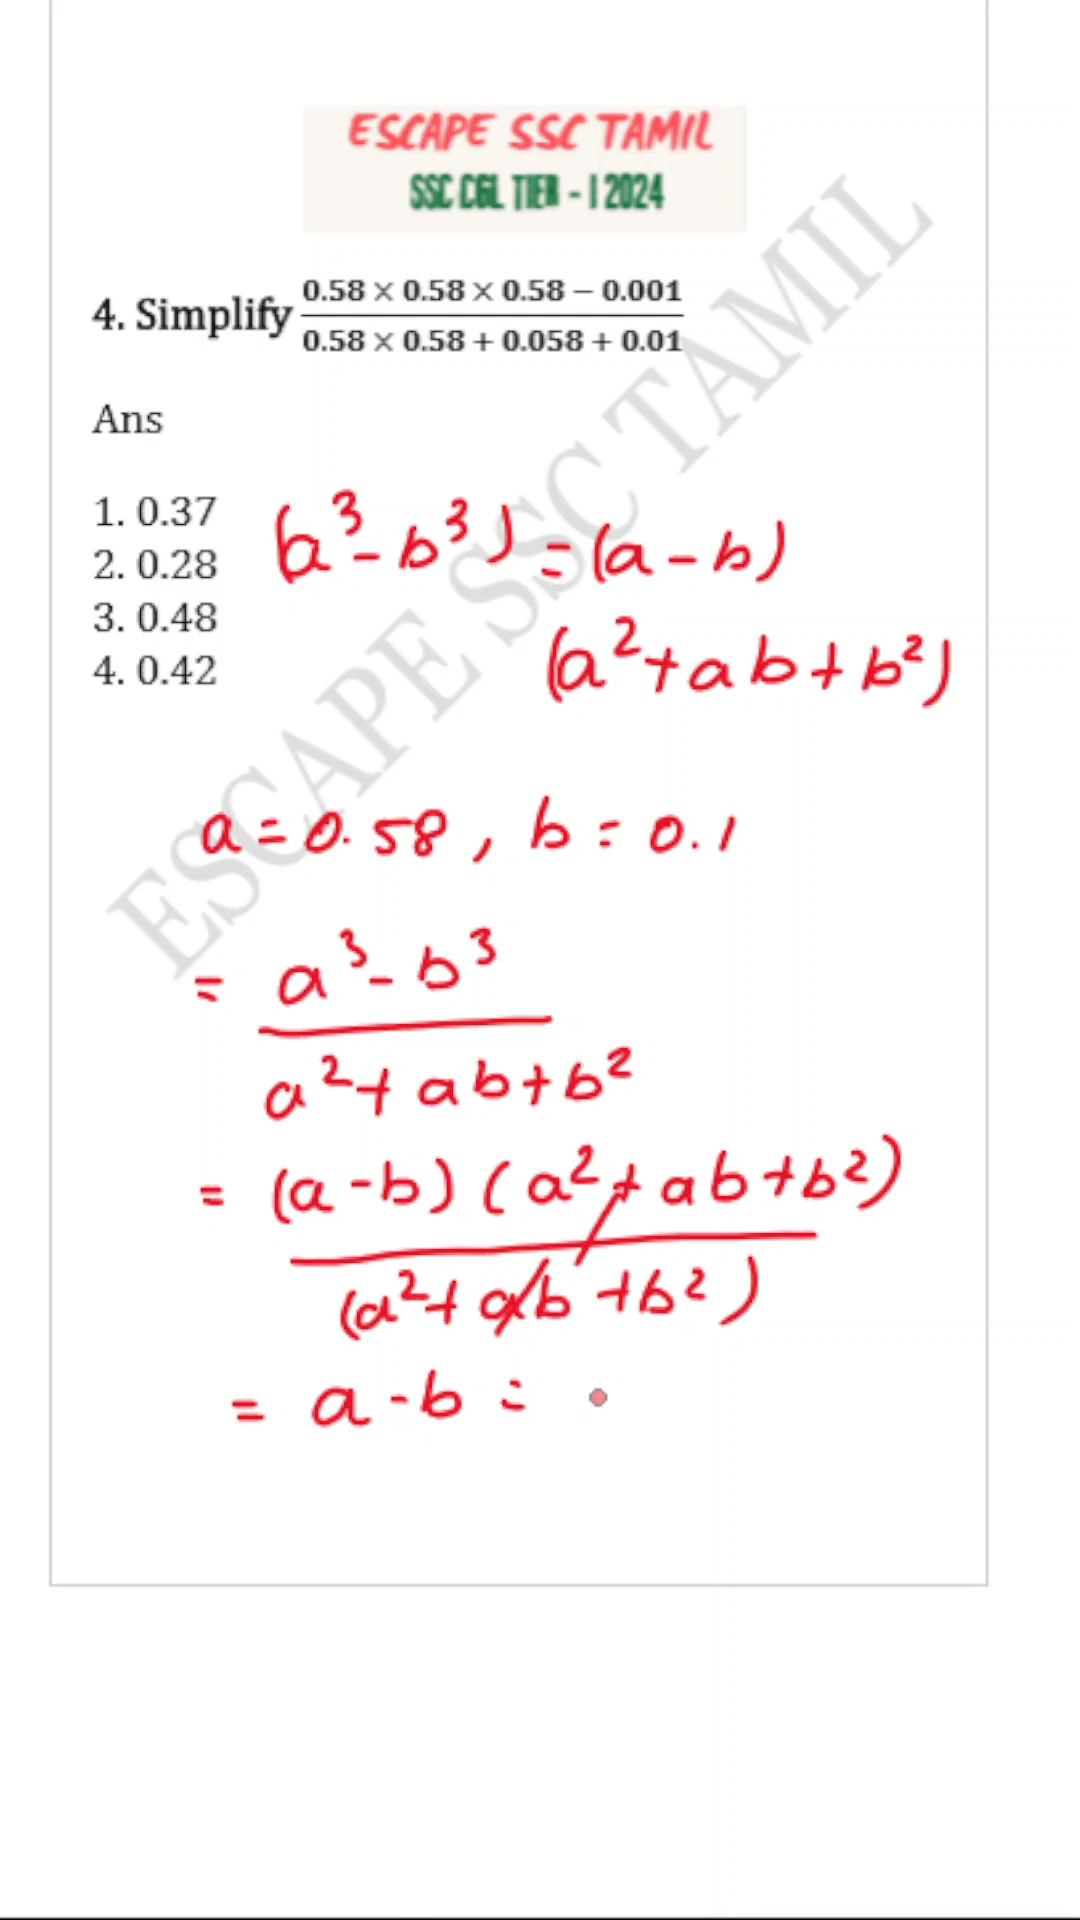 ESCAPE SSC TAMIL
SSC CGL TIER - I 2024
4. Simplify (0.58 × 0.58 × 0.58 − 0.001) / (0.58 × 0.58 + 0.058 + 0.01)
Ans
1. 0.37
2. 0.28
3. 0.48
4. 0.42
(a³ - b³) = (a - b)
(a² + ab + b²)
a = 0.58, b = 0.1
= a³ - b³
a² + ab + b²
= (a - b) (a² + ab + b²)
(a² + ab + b²)
= a - b =
ESCAPE SSC TAMIL